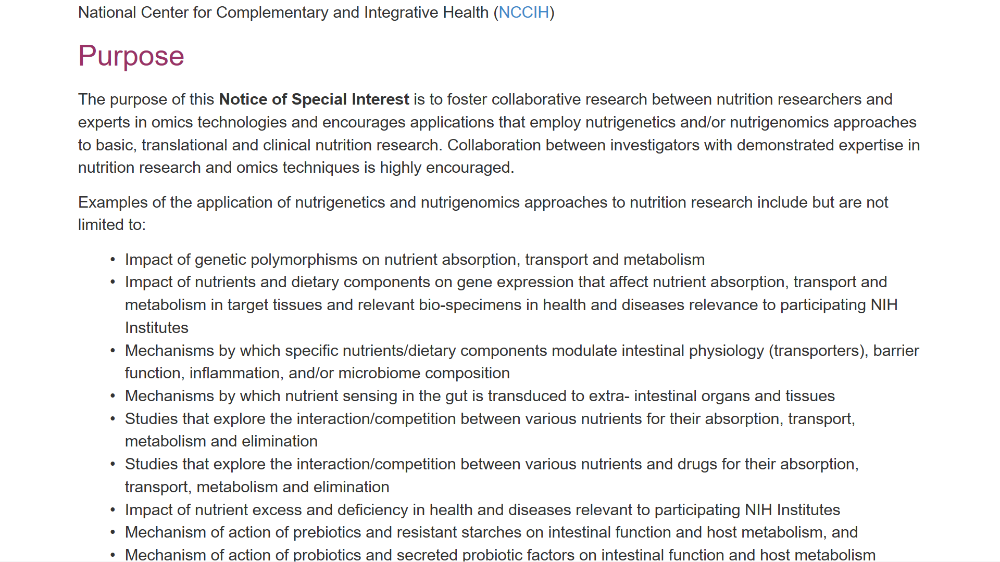 National Center for Complementary and Integrative Health (NCCIH)
Purpose
The purpose of this Notice of Special Interest is to foster collaborative research between nutrition researchers and
experts in omics technologies and encourages applications that employ nutrigenetics and/or nutrigenomics approaches
to basic, translational and clinical nutrition research. Collaboration between investigators with demonstrated expertise in
nutrition research and omics techniques is highly encouraged.
Examples of the application of nutrigenetics and nutrigenomics approaches to nutrition research include but are not
limited to:
• Impact of genetic polymorphisms on nutrient absorption, transport and metabolism
• Impact of nutrients and dietary components on gene expression that affect nutrient absorption, transport and
metabolism in target tissues and relevant bio-specimens in health and diseases relevance to participating NIH
Institutes
• Mechanisms by which specific nutrients/dietary components modulate intestinal physiology (transporters), barrier
function, inflammation, and/or microbiome composition
• Mechanisms by which nutrient sensing in the gut is transduced to extra- intestinal organs and tissues
• Studies that explore the interaction/competition between various nutrients for their absorption, transport,
metabolism and elimination
• Studies that explore the interaction/competition between various nutrients and drugs for their absorption,
transport, metabolism and elimination
• Impact of nutrient excess and deficiency in health and diseases relevant to participating NIH Institutes
• Mechanism of action of prebiotics and resistant starches on intestinal function and host metabolism, and
• Mechanism of action of probiotics and secreted probiotic factors on intestinal function and host metabolism